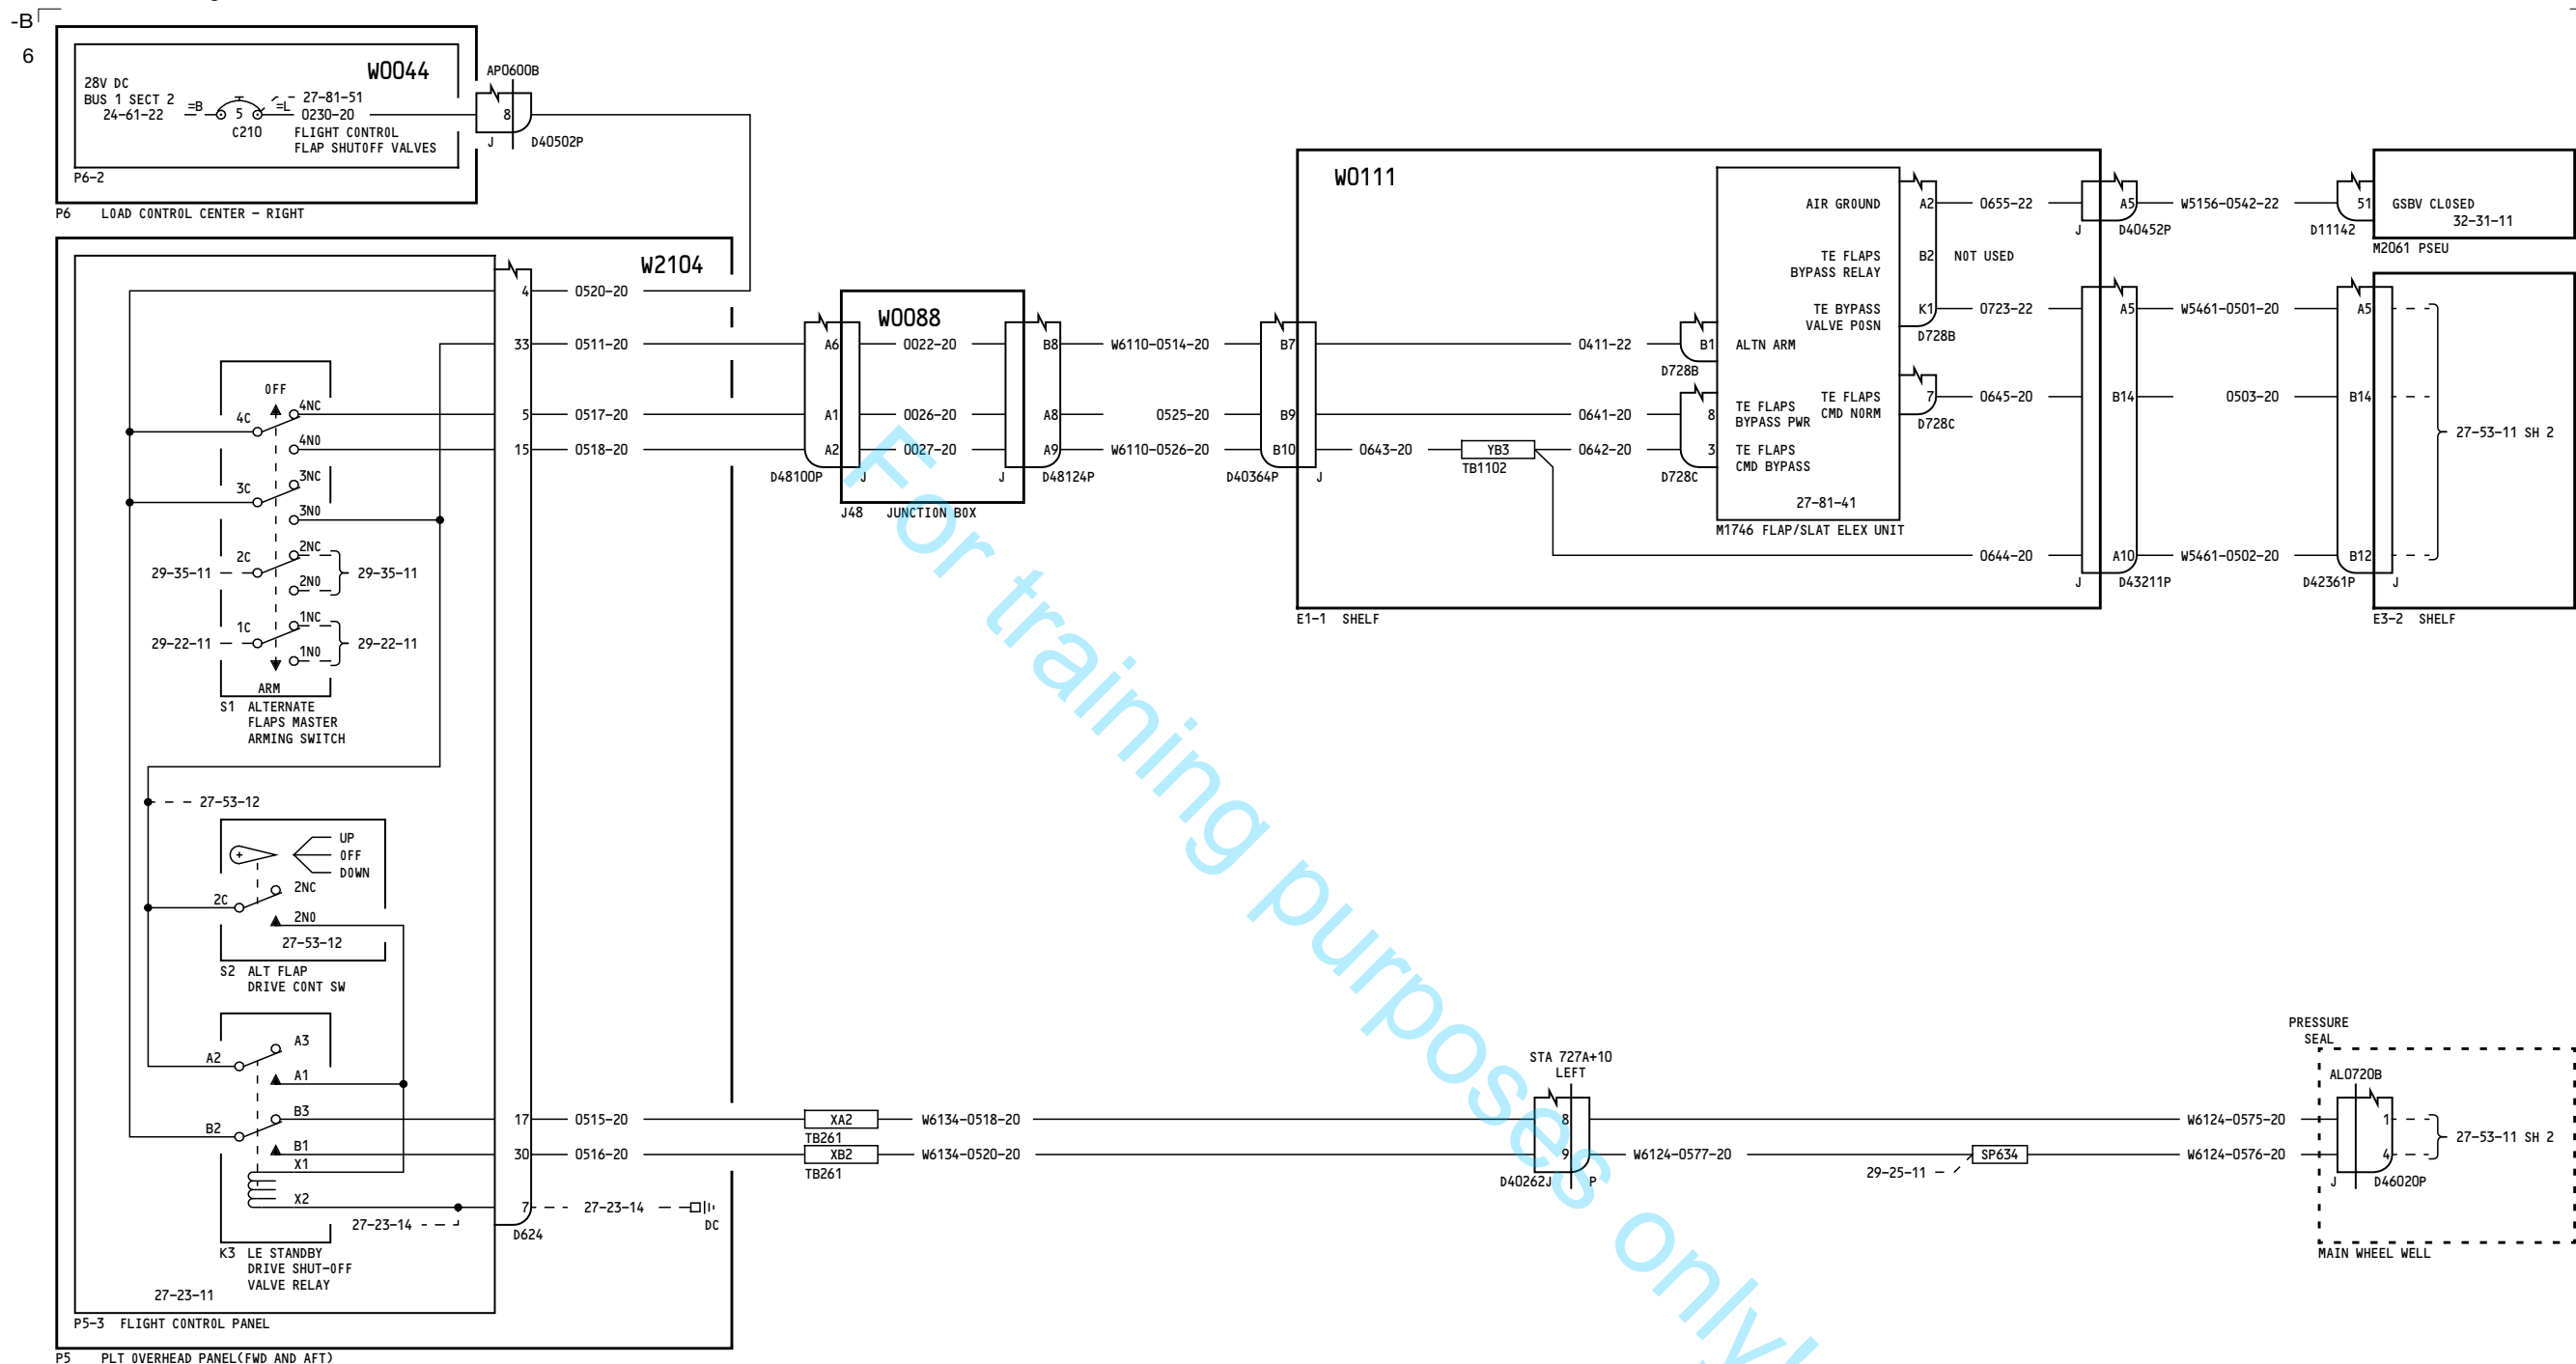 -B
6
W0044
28V DC
BUS 1 SECT 2
24-61-22
=B
5
=L
27-81-51
0230-20
C210
FLIGHT CONTROL
FLAP SHUTOFF VALVES
P6-2
P6 LOAD CONTROL CENTER - RIGHT
AP0600B
8
J
D40502P
W2104
4
0520-20
33
0511-20
OFF
4C
4NC
4NO
5
0517-20
15
0518-20
3C
3NC
3NO
2C
2NC
2NO
29-35-11
29-35-11
1C
1NC
1NO
29-22-11
29-22-11
ARM
S1 ALTERNATE
FLAPS MASTER
ARMING SWITCH
27-53-12
UP
OFF
DOWN
2C
2NC
2NO
27-53-12
S2 ALT FLAP
DRIVE CONT SW
A2
A3
A1
B2
B3
B1
X1
X2
17
0515-20
30
0516-20
7
27-23-14
DC
27-23-14
D624
K3 LE STANDBY
DRIVE SHUT-OFF
VALVE RELAY
27-23-11
P5-3 FLIGHT CONTROL PANEL
P5 PLT OVERHEAD PANEL(FWD AND AFT)
W0088
A6
0022-20
B8
W6110-0514-20
B7
A1
0026-20
A8
0525-20
B9
A2
0027-20
A9
W6110-0526-20
B10
D48100P
J
J
D48124P
D40364P
J
J48 JUNCTION BOX
W0111
AIR GROUND
A2
0655-22
A5
W5156-0542-22
51
GSBV CLOSED
32-31-11
J
D40452P
D11142
M2061 PSEU
TE FLAPS
BYPASS RELAY
B2
NOT USED
TE BYPASS
VALVE POSN
K1
0723-22
A5
W5461-0501-20
A5
D728B
0411-22
B1
ALTN ARM
D728B
0641-20
8
TE FLAPS
BYPASS PWR
TE FLAPS
CMD NORM
7
0645-20
B14
0503-20
B14
D728C
0643-20
YB3
TB1102
0642-20
3
TE FLAPS
CMD BYPASS
D728C
27-81-41
M1746 FLAP/SLAT ELEX UNIT
27-53-11 SH 2
0644-20
A10
W5461-0502-20
B12
J
D43211P
D42361P
J
E1-1 SHELF
E3-2 SHELF
XA2
TB261
W6134-0518-20
XB2
TB261
W6134-0520-20
STA 727A+10
LEFT
8
9
D40262J
P
W6124-0577-20
29-25-11
SP634
W6124-0575-20
W6124-0576-20
PRESSURE
SEAL
AL0720B
1
4
27-53-11 SH 2
J
D46020P
MAIN WHEEL WELL
For training purposes only!